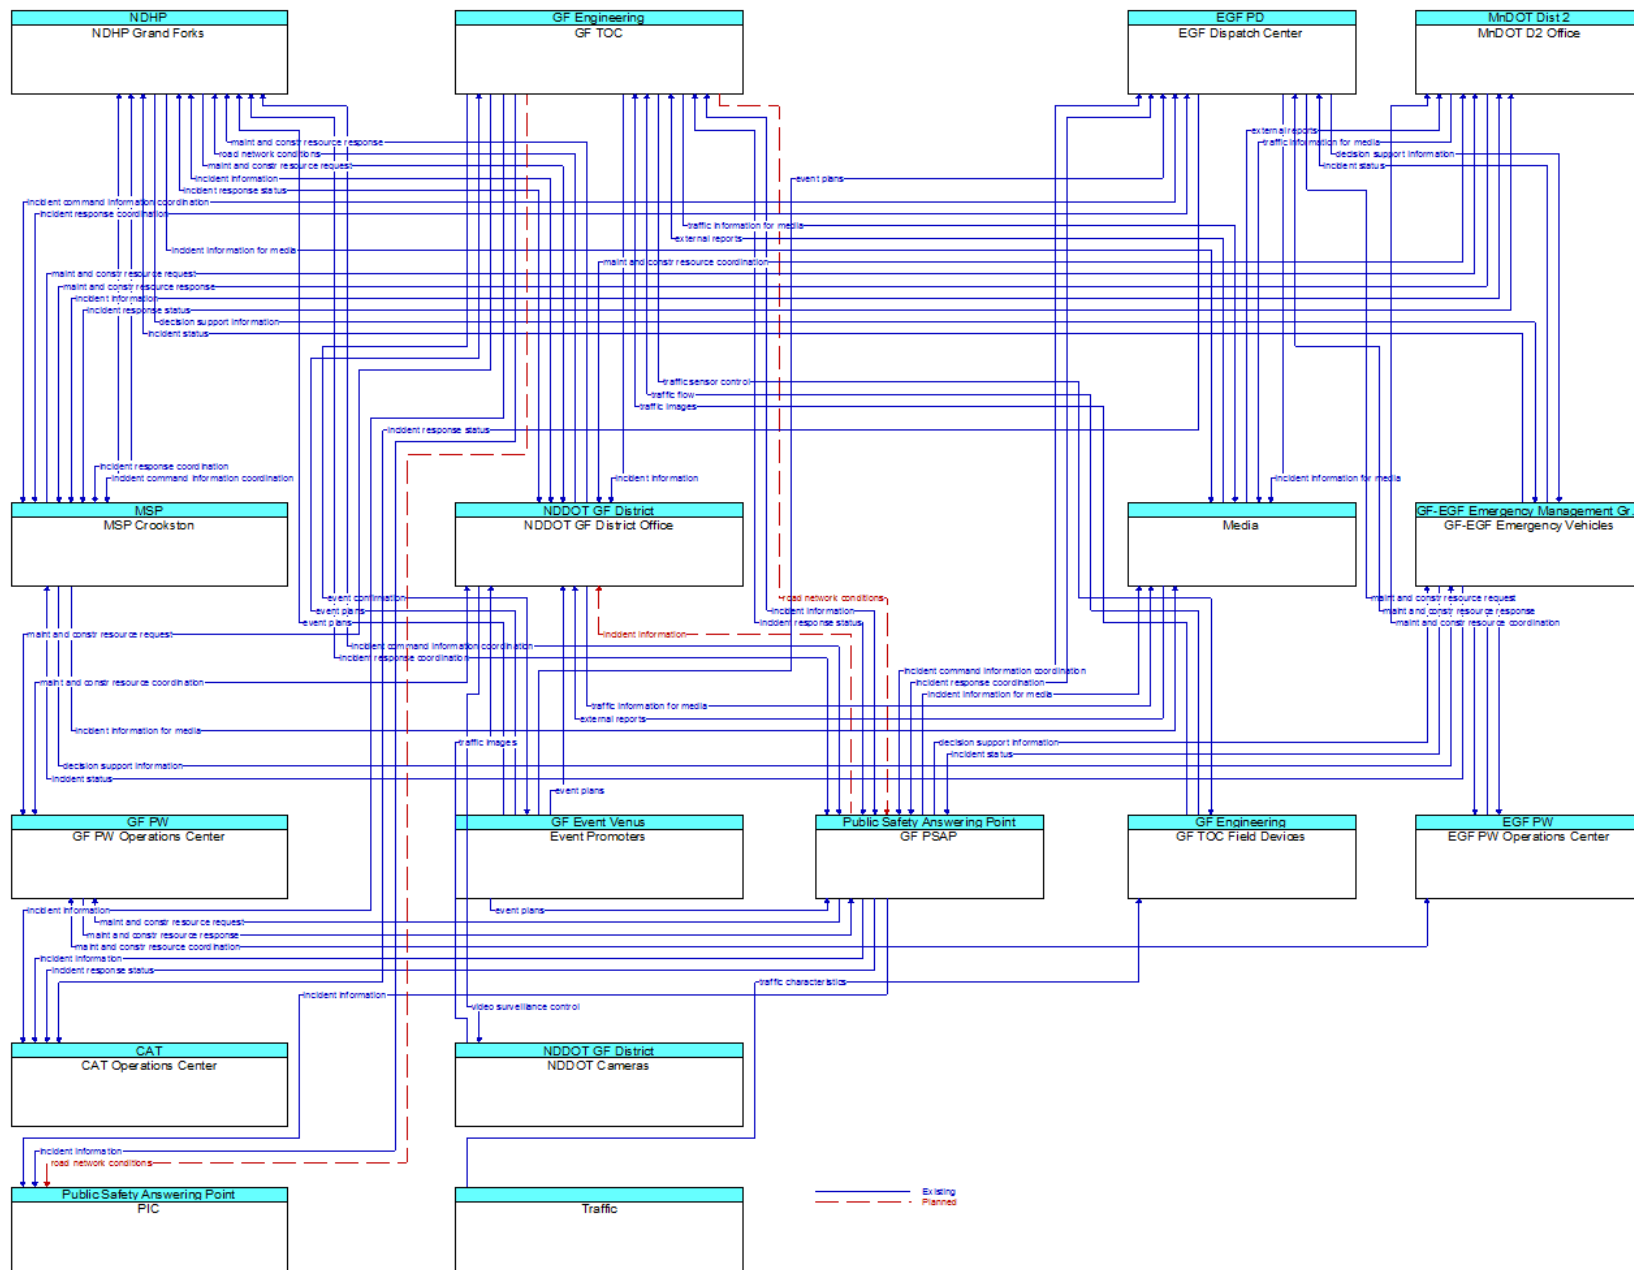 NDHP
NDHP Grand Forks
GF Engineering
GF TOC
EGF PD
EGF Dispatch Center
MnDOT Dist 2
MnDOT D2 Office
external reports
maint and constr resource response
traffic information for media
road network conditions
decision support information
maint and constr resource request
incident status
incident information
event plans
incident response status
incident command information coordination
incident response coordination
traffic information for media
external reports
incident information for media
maint and constr resource coordination
maint and constr resource request
maint and constr resource response
incident information
incident response status
decision support information
incident status
traffic sensor control
traffic flow
traffic images
incident response status
incident response coordination
incident command information coordination
incident information
incident information for media
MSP
MSP Crookston
NDDOT GF District
NDDOT GF District Office
Media
GF-EGF Emergency Management Gr.
GF-EGF Emergency Vehicles
event confirmation
road network conditions
maint and constr resource request
event plans
incident information
maint and constr resource response
event plans
incident response status
maint and constr resource coordination
maint and constr resource request
incident information
incident command information coordination
incident response coordination
incident command information coordination
maint and constr resource coordination
incident response coordination
incident information for media
traffic information for media
external reports
incident information for media
traffic images
decision support information
incident status
decision support information
incident status
event plans
GF PW
GF PW Operations Center
GF Event Venus
Event Promoters
Public Safety Answering Point
GF PSAP
GF Engineering
GF TOC Field Devices
EGF PW
EGF PW Operations Center
incident information
event plans
maint and constr resource request
maint and constr resource response
maint and constr resource coordination
incident information
incident response status
traffic characteristics
incident information
video surveillance control
CAT
CAT Operations Center
NDDOT GF District
NDDOT Cameras
incident information
road network conditions
Public Safety Answering Point
PIC
Traffic
Existing
Planned